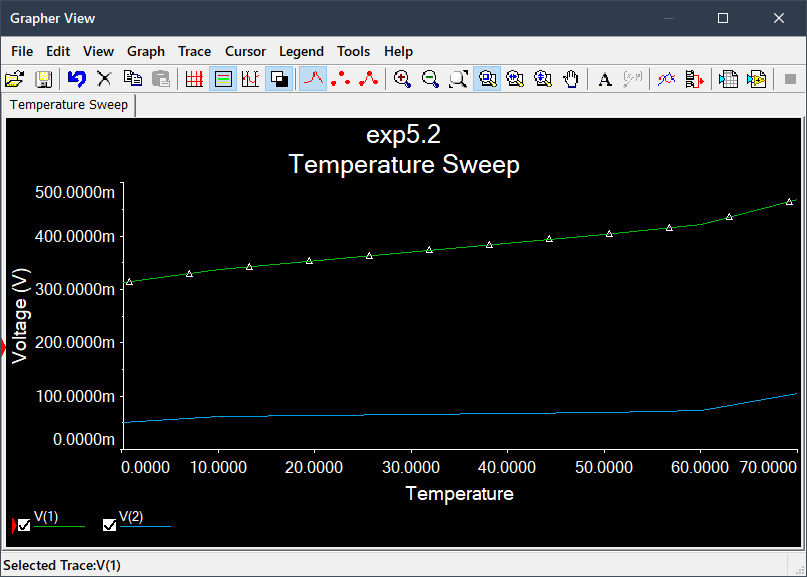 Grapher View
File Edit View Graph Trace Cursor Legend Tools Help
A
Temperature Sweep
exp5.2
Temperature Sweep
500.0000m
400.0000m
300.0000m
200.0000m
100.0000m
0.0000m
Voltage (V)
0.0000 10.0000 20.0000 30.0000 40.0000 50.0000 60.0000 70.0000
Temperature
V(1) V(2)
Selected Trace:V(1)